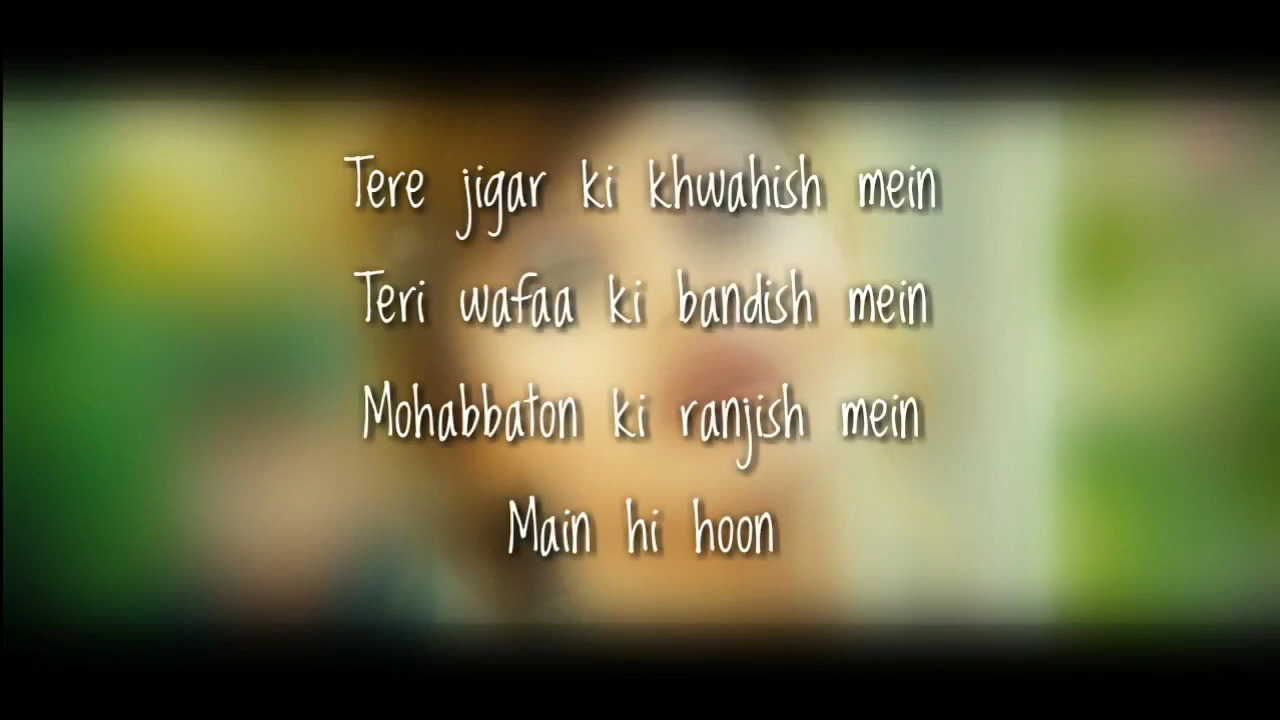 Tere jigar ki khwahish mein
Teri wafaa ki bandish mein
Mohabbaton ki ranjish mein
Main hi hoon